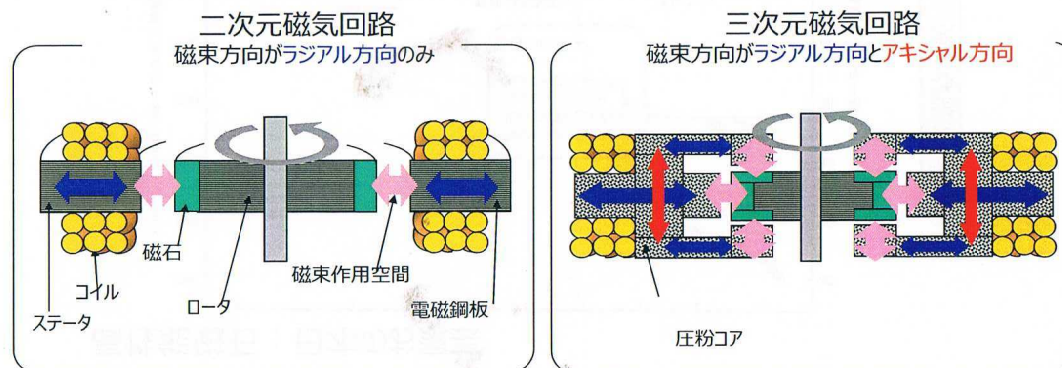 二次元磁気回路
磁束方向がラジアル方向のみ
磁石
コイル
ステータ
ロータ
磁束作用空間
電磁鋼板
三次元磁気回路
磁束方向がラジアル方向とアキシャル方向
圧粉コア